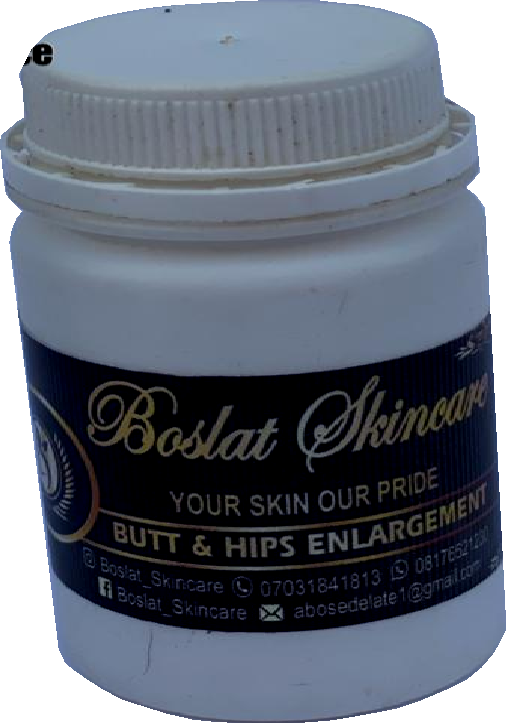 Boslat Skincare
YOUR SKIN OUR PRIDE
BUTT & HIPS ENLARGEMENT
Boslat_Skincare 07031841813
Boslat_Skincare abosedelate1@gmail.com